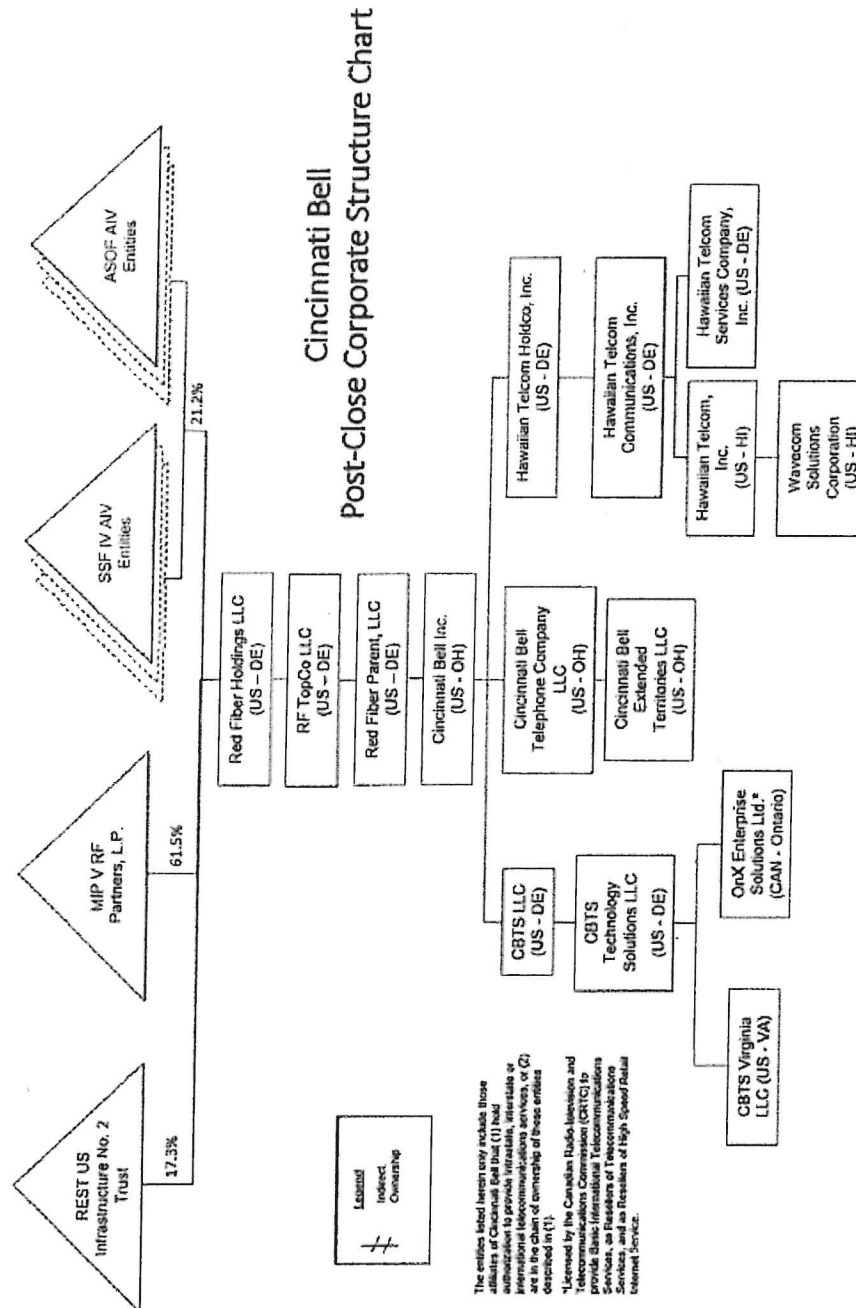 Cincinnati Bell
Post-Close Corporate Structure Chart
REST US
Infrastructure No. 2
Trust
MIP V RF
Partners, L.P.
SSF IV AIV
Entities
ASOF AIV
Entities
17.3%
61.5%
21.2%
Red Fiber Holdings LLC
(US – DE)
RF TopCo LLC
(US – DE)
Red Fiber Parent, LLC
(US – DE)
Cincinnati Bell Inc.
(US - OH)
CBTS LLC
(US - DE)
Cincinnati Bell
Telephone Company
LLC
(US - OH)
Hawaiian Telcom Holdco, Inc.
(US - DE)
CBTS
Technology
Solutions LLC
(US - DE)
Cincinnati Bell
Extended
Territories LLC
(US - OH)
Hawaiian Telcom
Communications, Inc.
(US - DE)
CBTS Virginia
LLC (US - VA)
OnX Enterprise
Solutions Ltd.*
(CAN - Ontario)
Hawaiian Telcom,
Inc.
(US - HI)
Hawaiian Telcom
Services Company,
Inc. (US - DE)
Wavecom
Solutions
Corporation
(US - HI)
Legend
Indirect
Ownership
The entities listed herein only include those
affiliates of Cincinnati Bell that (1) hold
authorization to provide intrastate, interstate or
international telecommunications services, or (2)
are in the chain of ownership of these entities
described in (1).
*Licensed by the Canadian Radio-television and
Telecommunications Commission (CRTC) to
provide Basic International Telecommunications
Services, as Resellers of Telecommunications
Services, and as Resellers of High Speed Retail
Internet Service.